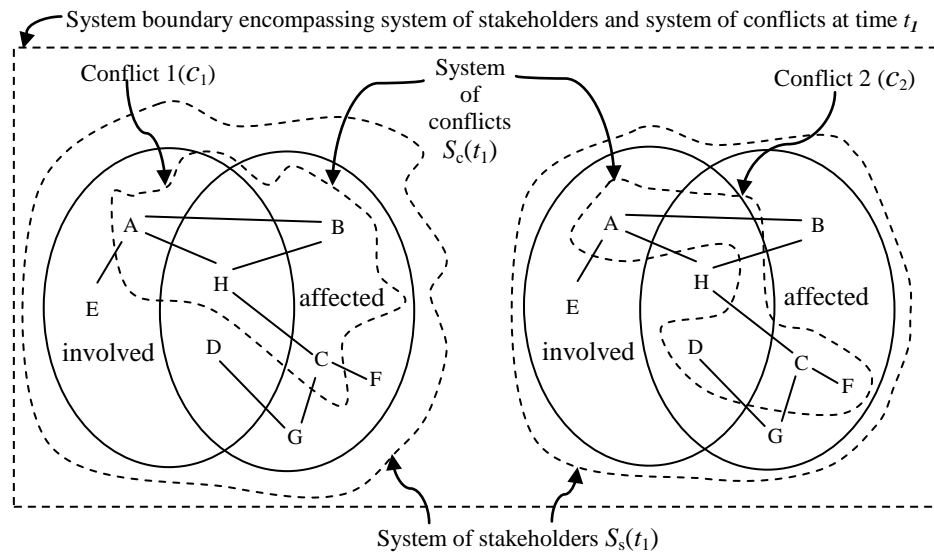 System boundary encompassing system of stakeholders and system of conflicts at time t1
Conflict 1(c1)
System
of
conflicts
Sc(t1)
Conflict 2 (c2)
A
B
H
E
affected
involved
D
C
F
G
A
B
H
E
affected
involved
D
C
F
G
System of stakeholders Ss(t1)